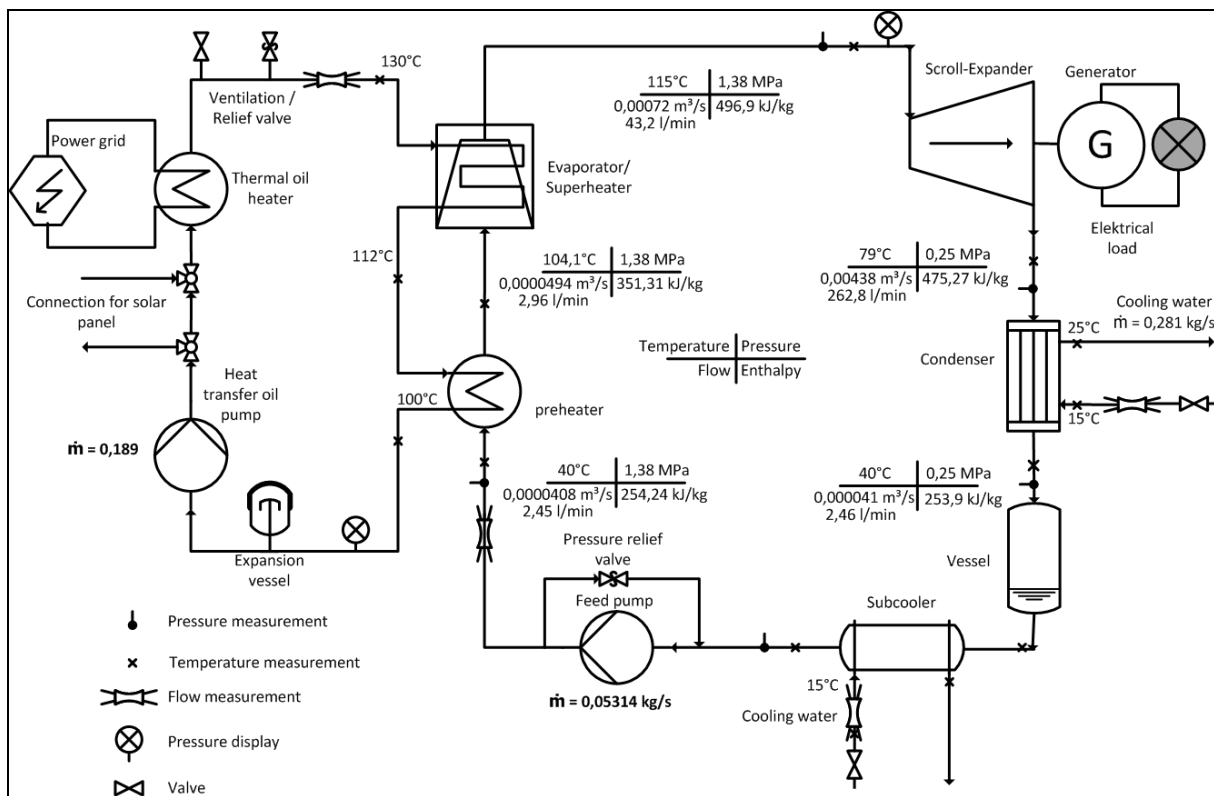 130°C
Ventilation /
Relief valve
Power grid
Thermal oil
heater
Evaporator/
Superheater
115°C 1,38 MPa
0,00072 m³/s 496,9 kJ/kg
43,2 l/min
Scroll-Expander
Generator
G
Elektrical
load
112°C
104,1°C 1,38 MPa
0,0000494 m³/s 351,31 kJ/kg
2,96 l/min
79°C 0,25 MPa
0,00438 m³/s 475,27 kJ/kg
262,8 l/min
Connection for solar
panel
Cooling water
ṁ = 0,281 kg/s
25°C
Condenser
15°C
Temperature Pressure
Flow Enthalpy
Heat
transfer oil
pump
100°C
preheater
ṁ = 0,189
40°C 1,38 MPa
0,0000408 m³/s 254,24 kJ/kg
2,45 l/min
40°C 0,25 MPa
0,000041 m³/s 253,9 kJ/kg
2,46 l/min
Expansion
vessel
Pressure relief
valve
Feed pump
Vessel
Subcooler
ṁ = 0,05314 kg/s
15°C
Cooling water
Pressure measurement
Temperature measurement
Flow measurement
Pressure display
Valve